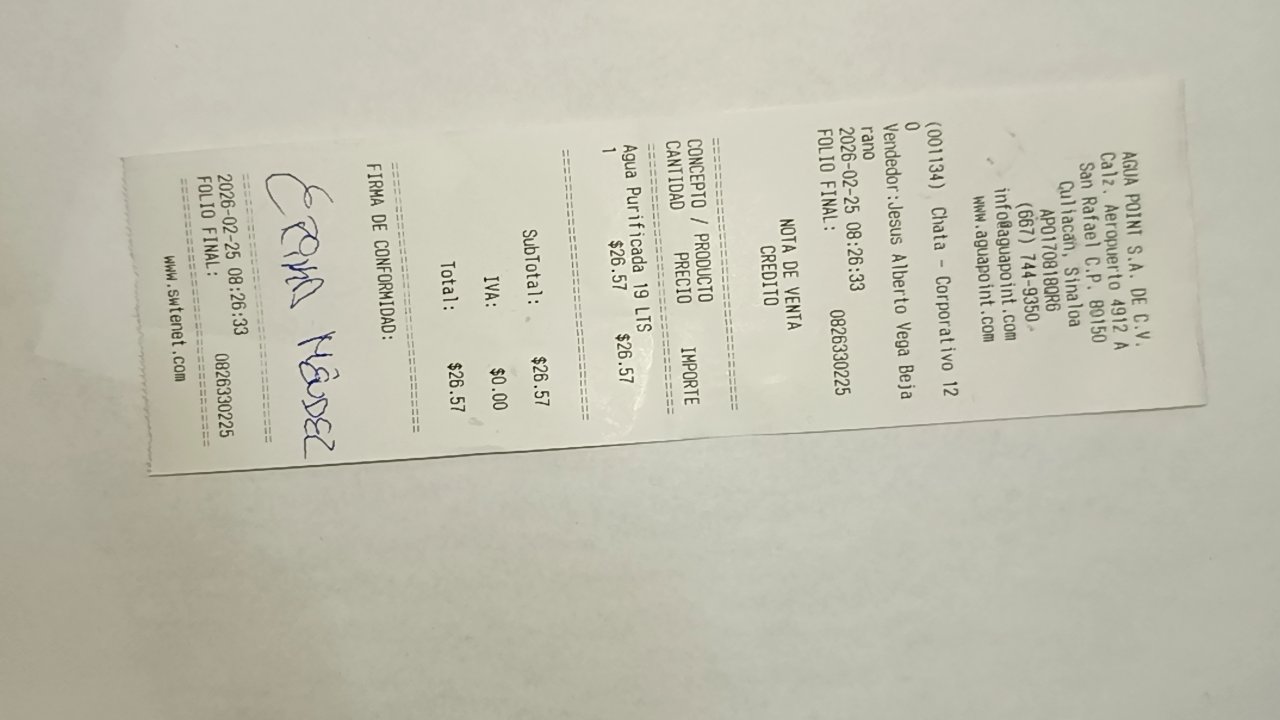 AGUA POINT S.A. DE C.V.
Calz. Aeropuerto 4912 A
San Rafael C.P. 80150
Culiacan, Sinaloa
APO170818QR6
(667) 744-9350
info@aguapoint.com
www.aguapoint.com
(001134) Chata - Corporativo 12
0
Vendedor:Jesus Alberto Vega Beja
rano
2026-02-25 08:26:33
FOLIO FINAL: 0826330225
NOTA DE VENTA
CREDITO
================================
CONCEPTO / PRODUCTO
CANTIDAD PRECIO IMPORTE
================================
Agua Purificada 19 LTS
1 $26.57 $26.57
================================
SubTotal: $26.57
IVA: $0.00
Total: $26.57
================================
FIRMA DE CONFORMIDAD:
================================
2026-02-25 08:26:33
FOLIO FINAL: 0826330225
================================
www.swtenet.com